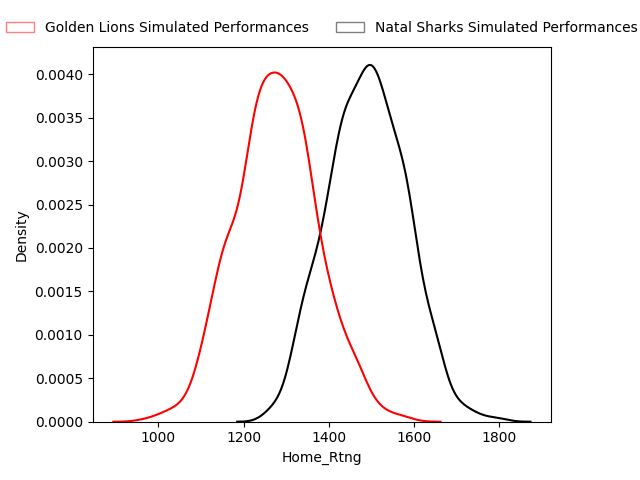 Golden Lions Simulated Performances Natal Sharks Simulated Performances
0.0040
0.0035
0.0030
0.0025
0.0020
0.0015
0.0010
0.0005
0.0000
Density
1000 1200 1400 1600 1800
Home_Rtng